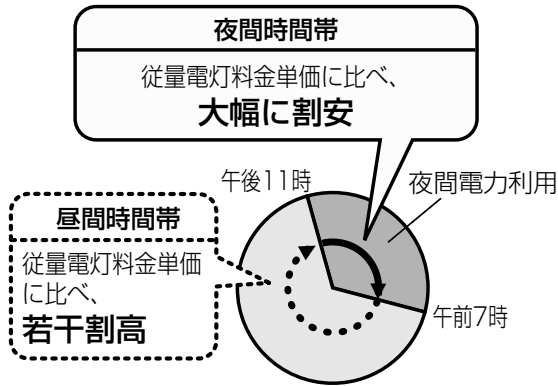 夜間時間帯
従量電灯料金単価に比べ、
大幅に割安
午後11時
夜間電力利用
昼間時間帯
従量電灯料金単価
に比べ、
若干割高
午前7時